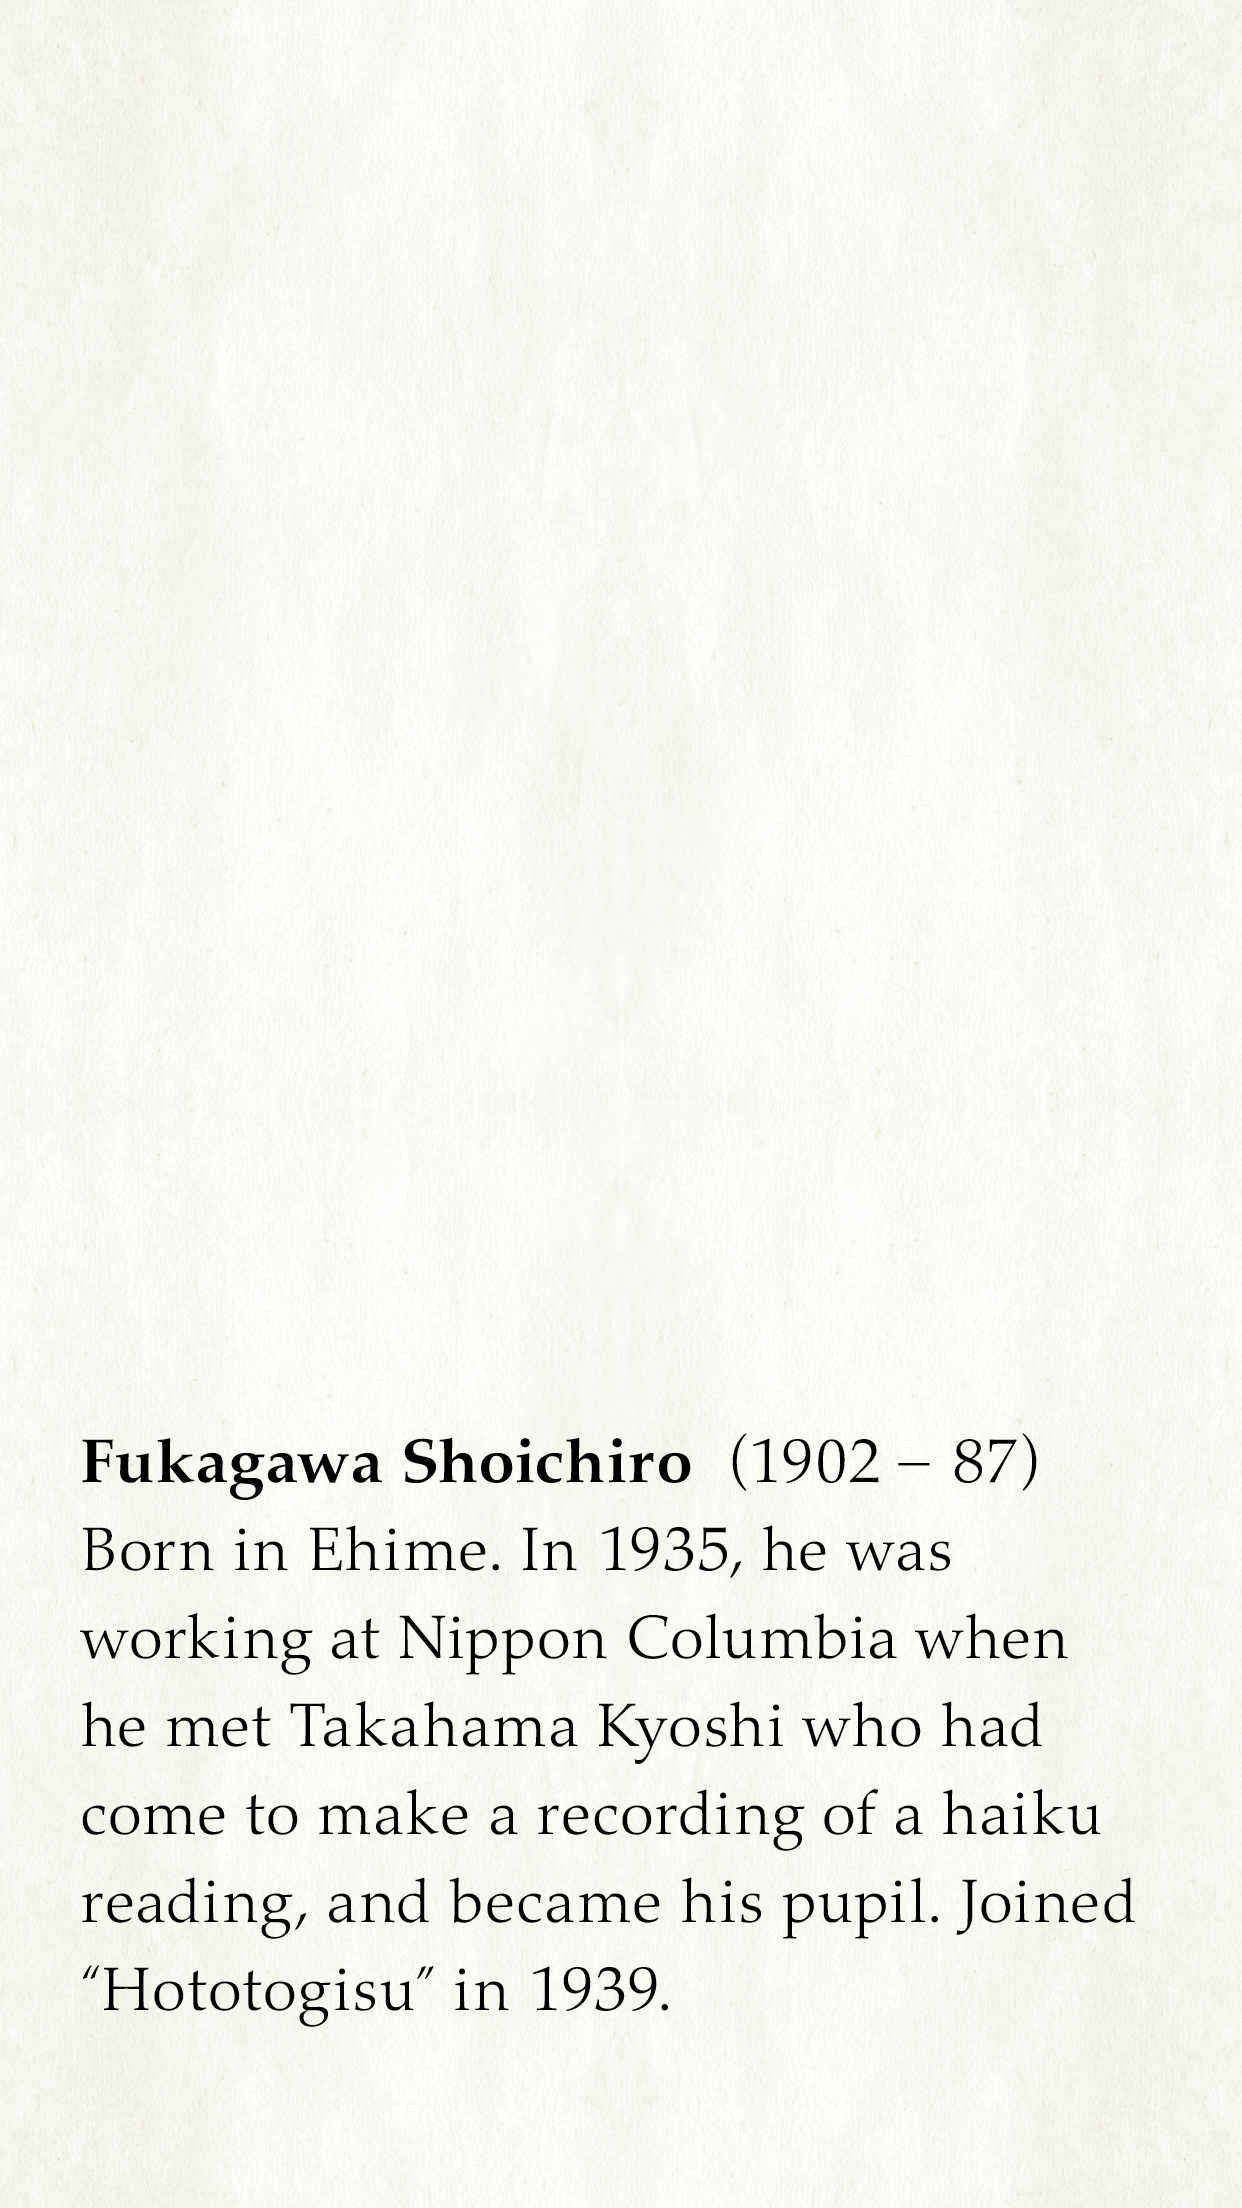 Fukagawa Shoichiro (1902 – 87)
Born in Ehime. In 1935, he was
working at Nippon Columbia when
he met Takahama Kyoshi who had
come to make a recording of a haiku
reading, and became his pupil. Joined
“Hototogisu” in 1939.